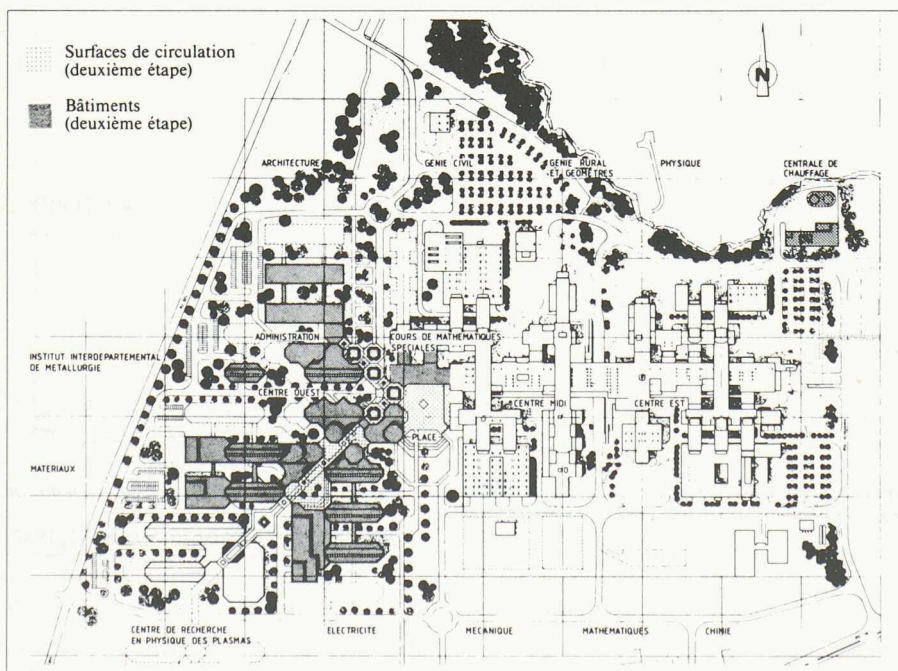 Surfaces de circulation
(deuxième étape)
Bâtiments
(deuxième étape)
N
ARCHITECTURE
GENIE CIVIL
GENIE RURAL
ET GEOMETRES
PHYSIQUE
CENTRALE DE
CHAUFFAGE
ADMINISTRATION
COURS DE MATHEMATIQUES
SPECIALES
INSTITUT INTERDEPARTEMENTAL
DE METALLURGIE
CENTRE OUEST
CENTRE MIDI
CENTRE EST
PLACE
MATERIAUX
CENTRE DE RECHERCHE
EN PHYSIQUE DES PLASMAS
ELECTRICITE
MECANIQUE
MATHEMATIQUES
CHIMIE